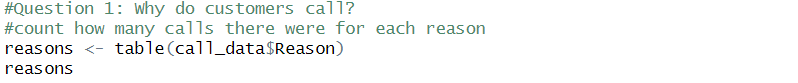 #Question 1: Why do customers call?
#count how many calls there were for each reason
reasons <- table(call_data$Reason)
reasons